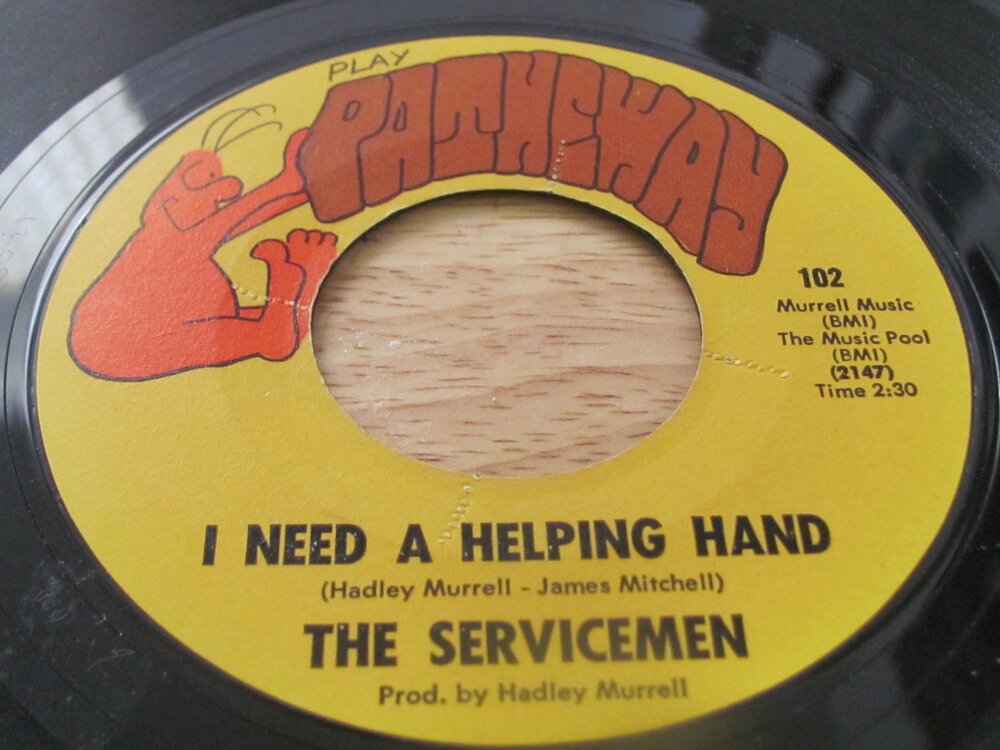 PLAY
PATHEWAY
102
Murrell Music
(BMI)
The Music Pool
(BMI)
(2147)
Time 2:30
I NEED A HELPING HAND
(Hadley Murrell - James Mitchell)
THE SERVICEMEN
Prod. by Hadley Murrell